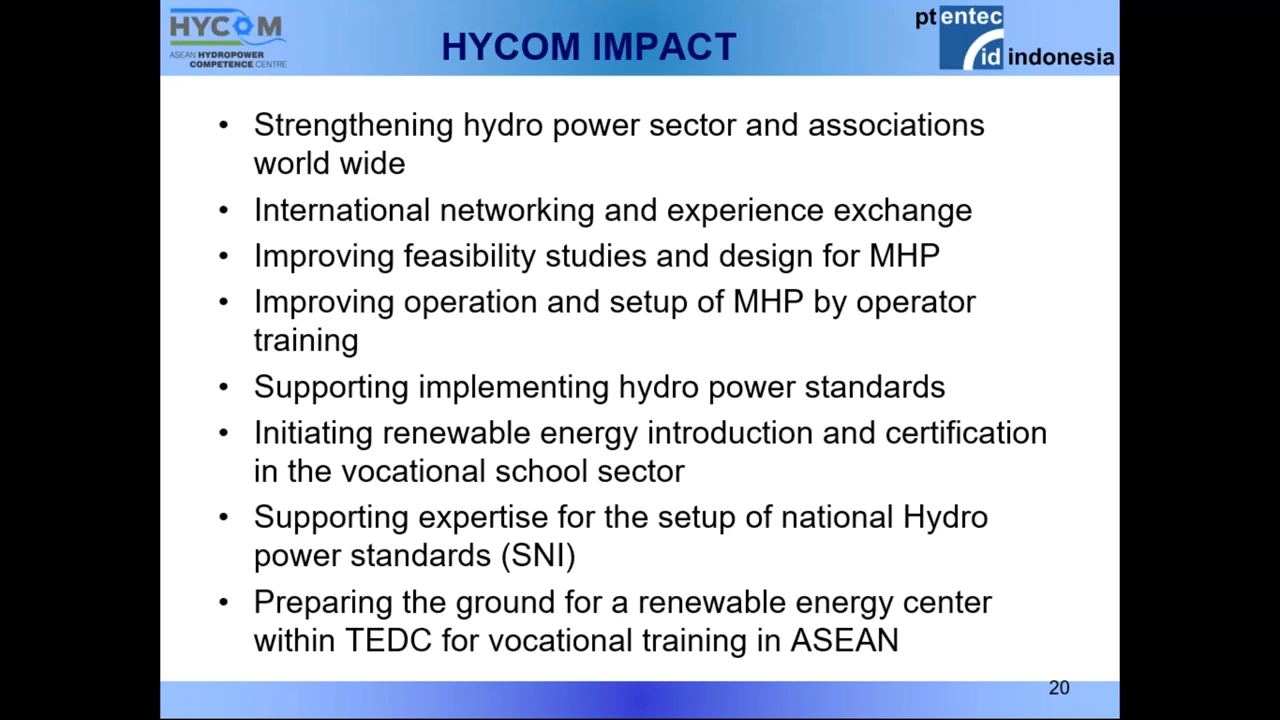 HYCOM
ASEAN HYDROPOWER
COMPETENCE CENTRE
HYCOM IMPACT
pt entec
id indonesia
• Strengthening hydro power sector and associations
world wide
• International networking and experience exchange
• Improving feasibility studies and design for MHP
• Improving operation and setup of MHP by operator
training
• Supporting implementing hydro power standards
• Initiating renewable energy introduction and certification
in the vocational school sector
• Supporting expertise for the setup of national Hydro
power standards (SNI)
• Preparing the ground for a renewable energy center
within TEDC for vocational training in ASEAN
20